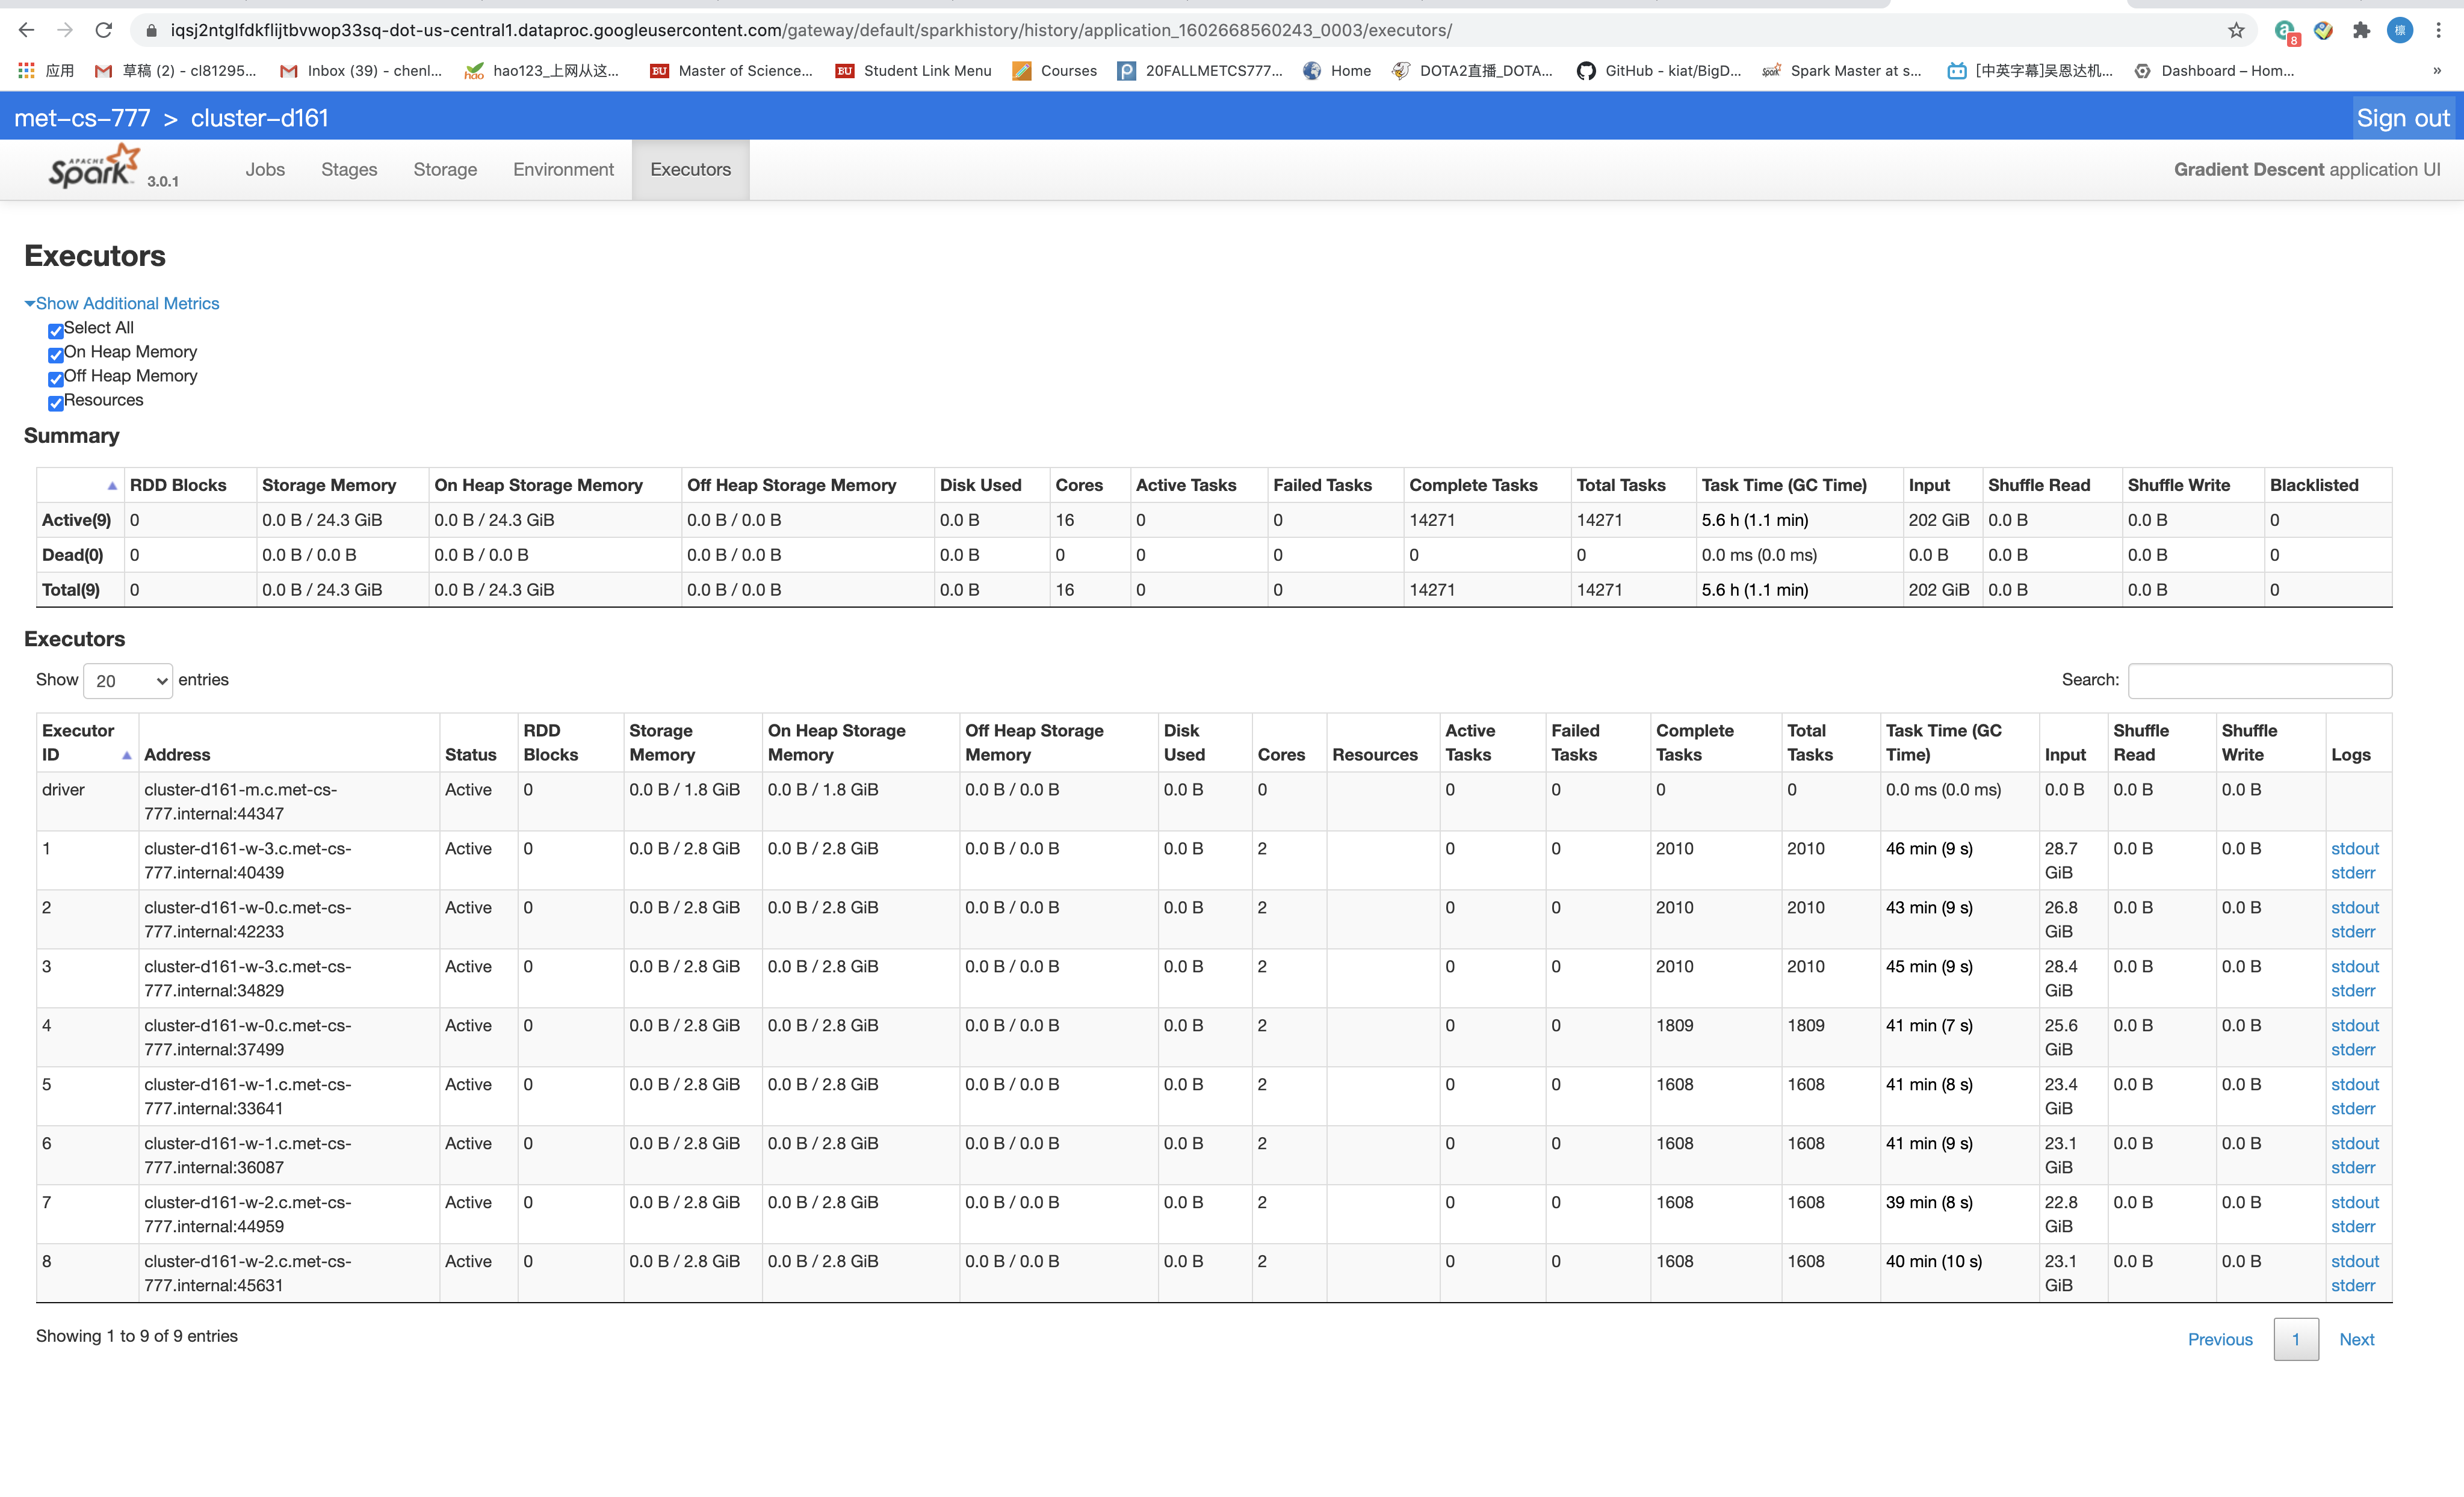 iqsj2ntglfdkflijtbvwop33sq-dot-us-central1.dataproc.googleusercontent.com/gateway/default/sparkhistory/history/application_1602668560243_0003/executors/
8
檩
应用 草稿 (2) - cl81295... Inbox (39) - chenl... hao123_上网从这... Master of Science... Student Link Menu Courses 20FALLMETCS777... Home DOTA2直播_DOTA... GitHub - kiat/BigD... Spark Master at s... [中英字幕]吴恩达机... Dashboard – Hom... »
met-cs-777 > cluster-d161 Sign out
APACHE Spark 3.0.1 Jobs Stages Storage Environment Executors Gradient Descent application UI
Executors
Show Additional Metrics
Select All
On Heap Memory
Off Heap Memory
Resources
Summary
RDD Blocks Storage Memory On Heap Storage Memory Off Heap Storage Memory Disk Used Cores Active Tasks Failed Tasks Complete Tasks Total Tasks Task Time (GC Time) Input Shuffle Read Shuffle Write Blacklisted
Active(9) 0 0.0 B / 24.3 GiB 0.0 B / 24.3 GiB 0.0 B / 0.0 B 0.0 B 16 0 0 14271 14271 5.6 h (1.1 min) 202 GiB 0.0 B 0.0 B 0
Dead(0) 0 0.0 B / 0.0 B 0.0 B / 0.0 B 0.0 B / 0.0 B 0.0 B 0 0 0 0 0 0.0 ms (0.0 ms) 0.0 B 0.0 B 0.0 B 0
Total(9) 0 0.0 B / 24.3 GiB 0.0 B / 24.3 GiB 0.0 B / 0.0 B 0.0 B 16 0 0 14271 14271 5.6 h (1.1 min) 202 GiB 0.0 B 0.0 B 0
Executors
Show 20 entries Search:
Executor ID Address Status RDD Blocks Storage Memory On Heap Storage Memory Off Heap Storage Memory Disk Used Cores Resources Active Tasks Failed Tasks Complete Tasks Total Tasks Task Time (GC Time) Input Shuffle Read Shuffle Write Logs
driver cluster-d161-m.c.met-cs- Active 0 0.0 B / 1.8 GiB 0.0 B / 1.8 GiB 0.0 B / 0.0 B 0.0 B 0 0 0 0 0 0.0 ms (0.0 ms) 0.0 B 0.0 B 0.0 B
777.internal:44347
1 cluster-d161-w-3.c.met-cs- Active 0 0.0 B / 2.8 GiB 0.0 B / 2.8 GiB 0.0 B / 0.0 B 0.0 B 2 0 0 2010 2010 46 min (9 s) 28.7 0.0 B 0.0 B stdout
777.internal:40439 GiB stderr
2 cluster-d161-w-0.c.met-cs- Active 0 0.0 B / 2.8 GiB 0.0 B / 2.8 GiB 0.0 B / 0.0 B 0.0 B 2 0 0 2010 2010 43 min (9 s) 26.8 0.0 B 0.0 B stdout
777.internal:42233 GiB stderr
3 cluster-d161-w-3.c.met-cs- Active 0 0.0 B / 2.8 GiB 0.0 B / 2.8 GiB 0.0 B / 0.0 B 0.0 B 2 0 0 2010 2010 45 min (9 s) 28.4 0.0 B 0.0 B stdout
777.internal:34829 GiB stderr
4 cluster-d161-w-0.c.met-cs- Active 0 0.0 B / 2.8 GiB 0.0 B / 2.8 GiB 0.0 B / 0.0 B 0.0 B 2 0 0 1809 1809 41 min (7 s) 25.6 0.0 B 0.0 B stdout
777.internal:37499 GiB stderr
5 cluster-d161-w-1.c.met-cs- Active 0 0.0 B / 2.8 GiB 0.0 B / 2.8 GiB 0.0 B / 0.0 B 0.0 B 2 0 0 1608 1608 41 min (8 s) 23.4 0.0 B 0.0 B stdout
777.internal:33641 GiB stderr
6 cluster-d161-w-1.c.met-cs- Active 0 0.0 B / 2.8 GiB 0.0 B / 2.8 GiB 0.0 B / 0.0 B 0.0 B 2 0 0 1608 1608 41 min (9 s) 23.1 0.0 B 0.0 B stdout
777.internal:36087 GiB stderr
7 cluster-d161-w-2.c.met-cs- Active 0 0.0 B / 2.8 GiB 0.0 B / 2.8 GiB 0.0 B / 0.0 B 0.0 B 2 0 0 1608 1608 39 min (8 s) 22.8 0.0 B 0.0 B stdout
777.internal:44959 GiB stderr
8 cluster-d161-w-2.c.met-cs- Active 0 0.0 B / 2.8 GiB 0.0 B / 2.8 GiB 0.0 B / 0.0 B 0.0 B 2 0 0 1608 1608 40 min (10 s) 23.1 0.0 B 0.0 B stdout
777.internal:45631 GiB stderr
Showing 1 to 9 of 9 entries Previous 1 Next